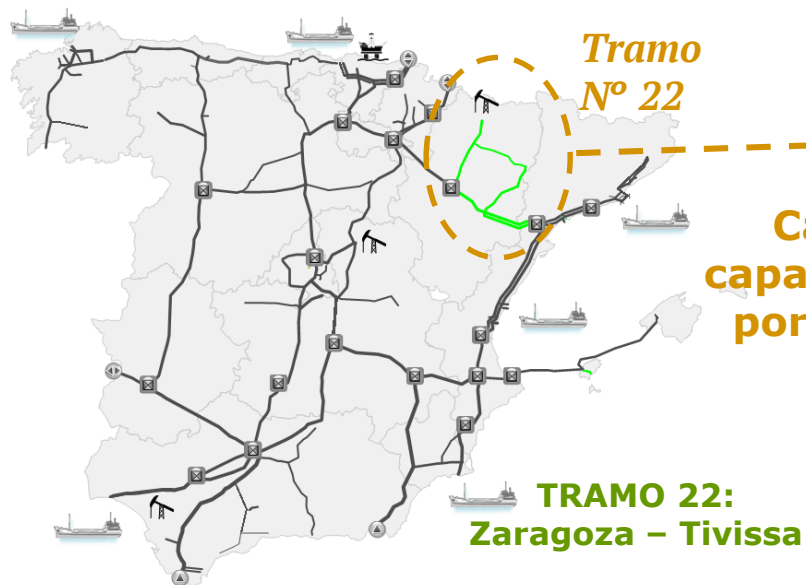 Tramo
Nº 22
Ca
capa
por
TRAMO 22:
Zaragoza – Tivissa